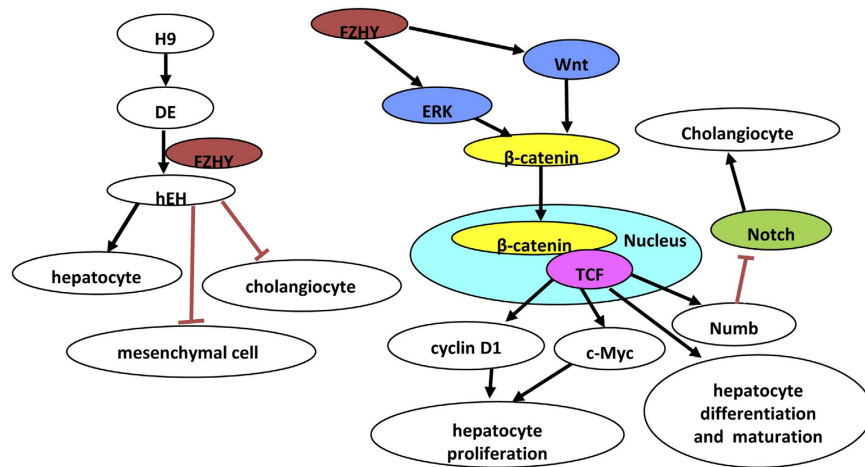 H9
DE
FZHY
hEH
hepatocyte
cholangiocyte
mesenchymal cell
FZHY
Wnt
ERK
β-catenin
β-catenin
Nucleus
TCF
Cholangiocyte
Notch
Numb
cyclin D1
c-Myc
hepatocyte
proliferation
hepatocyte
differentiation
and maturation